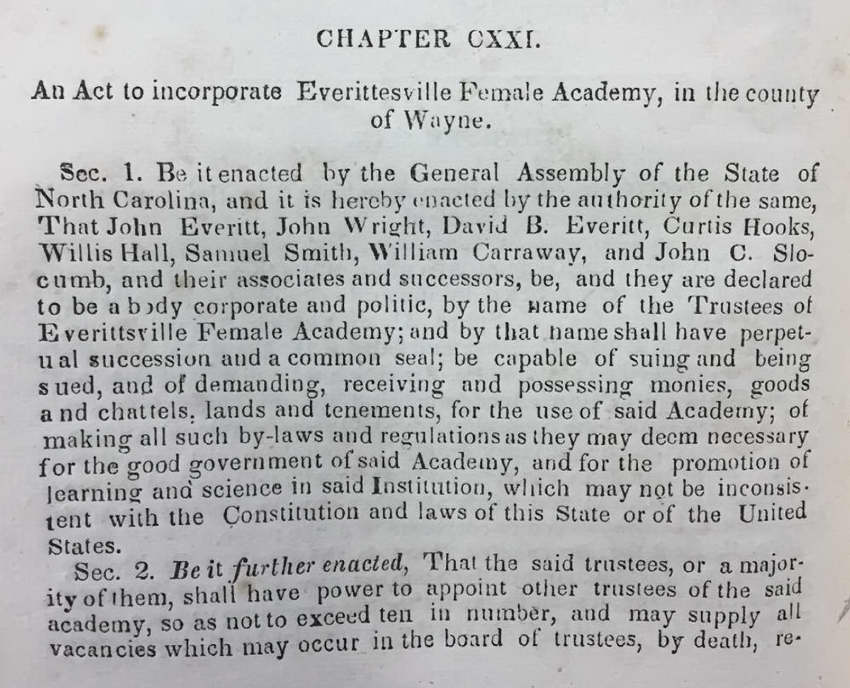 CHAPTER CXXI.
An Act to incorporate Everittesville Female Academy, in the county
of Wayne.
Sec. 1. Be it enacted by the General Assembly of the State of
North Carolina, and it is hereby enacted by the authority of the same,
That John Everitt, John Wright, David B. Everitt, Curtis Hooks,
Willis Hall, Samuel Smith, William Carraway, and John C. Slo-
cumb, and their associates and successors, be, and they are declared
to be a body corporate and politic, by the name of the Trustees of
Everittsville Female Academy; and by that name shall have perpet-
ual succession and a common seal; be capable of suing and being
sued, and of demanding, receiving and possessing monies, goods
and chattels, lands and tenements, for the use of said Academy; of
making all such by-laws and regulations as they may deem necessary
for the good government of said Academy, and for the promotion of
learning and science in said Institution, which may not be inconsis-
tent with the Constitution and laws of this State or of the United
States.
Sec. 2. Be it further enacted, That the said trustees, or a major-
ity of them, shall have power to appoint other trustees of the said
academy, so as not to exceed ten in number, and may supply all
vacancies which may occur in the board of trustees, by death, re-